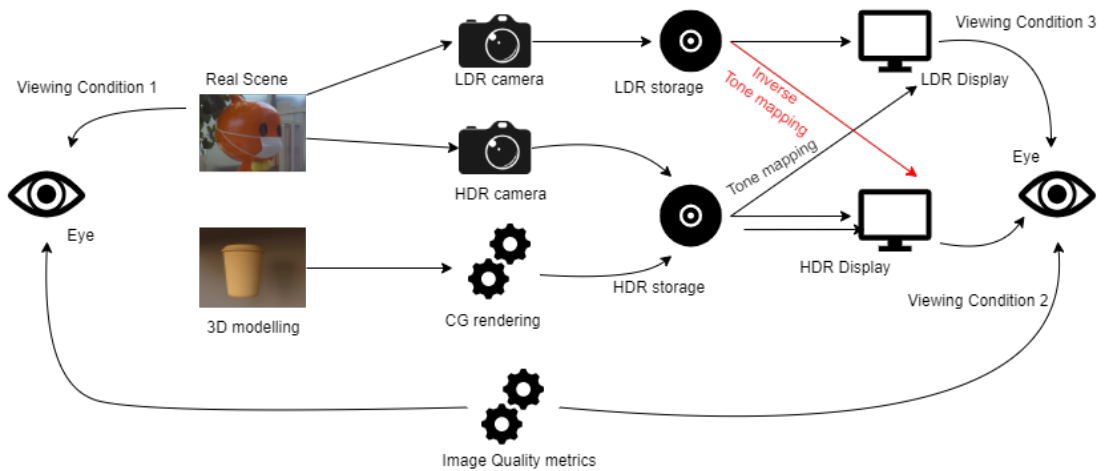 Viewing Condition 3
LDR camera
LDR storage
LDR Display
Real Scene
Viewing Condition 1
Inverse
Tone mapping
Tone mapping
Eye
HDR camera
Eye
HDR storage
HDR Display
Viewing Condition 2
CG rendering
3D modelling
Image Quality metrics